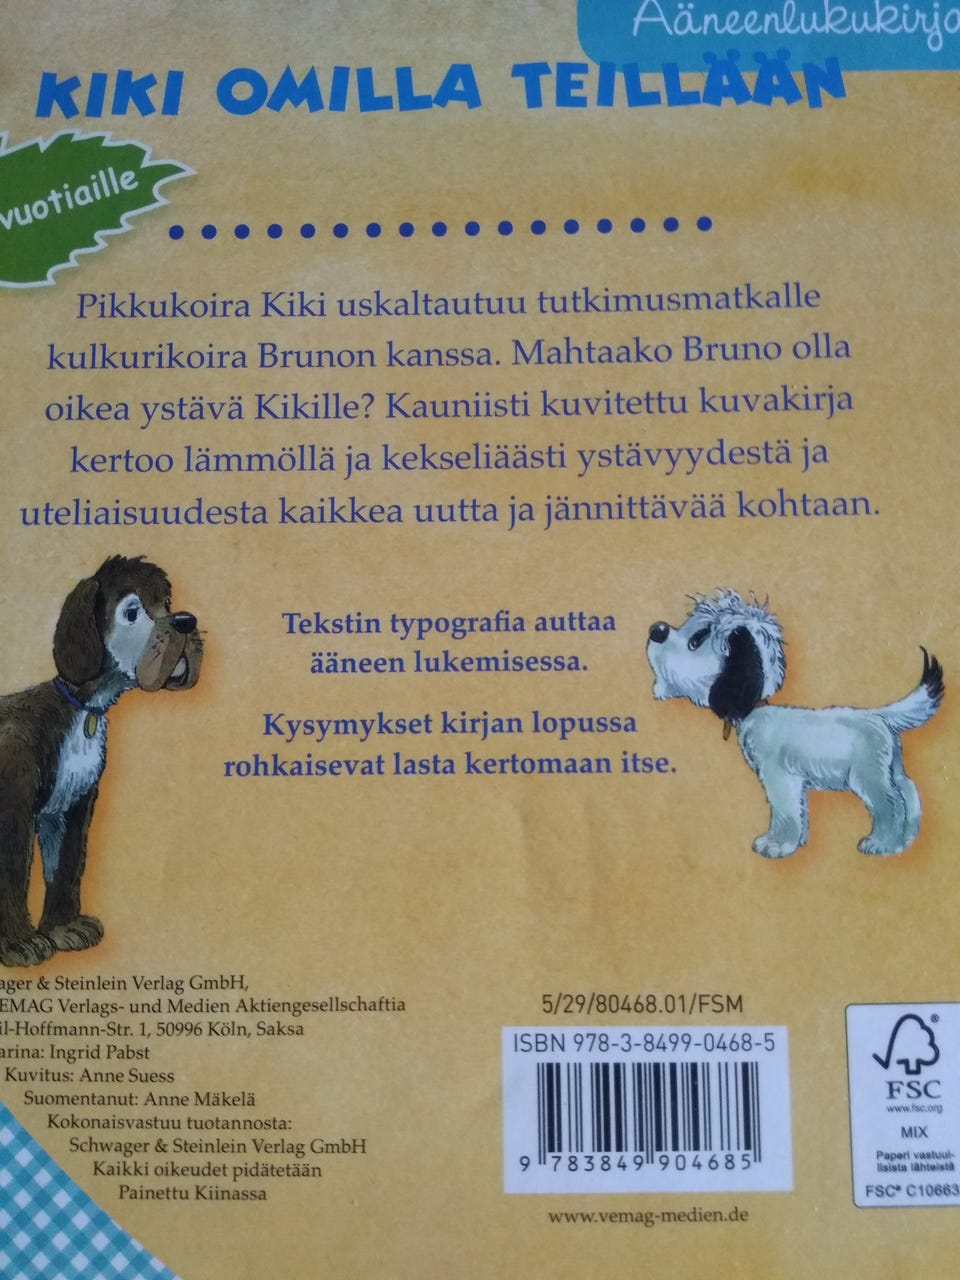 Ääneenlukukirja
KIKI OMILLA TEILLÄÄN
vuotiaille
Pikkukoira Kiki uskaltautuu tutkimusmatkalle
kulkurikoira Brunon kanssa. Mahtaako Bruno olla
oikea ystävä Kikille? Kauniisti kuvitettu kuvakirja
kertoo lämmöllä ja kekseliäästi ystävyydestä ja
uteliaisuudesta kaikkea uutta ja jännittävää kohtaan.
Tekstin typografia auttaa
ääneen lukemisessa.
Kysymykset kirjan lopussa
rohkaisevat lasta kertomaan itse.
& Steinlein Verlag GmbH,
EMAG Verlags- und Medien Aktiengesellschaftia
il-Hoffmann-Str. 1, 50996 Köln, Saksa
arina: Ingrid Pabst
Kuvitus: Anne Suess
Suomentanut: Anne Mäkelä
Kokonaisvastuu tuotannosta:
Schwager & Steinlein Verlag GmbH
Kaikki oikeudet pidätetään
Painettu Kiinassa
5/29/80468.01/FSM
ISBN 978-3-8499-0468-5
9 783849 904685
www.vemag-medien.de
FSC
www.fsc.org
MIX
Paperi vastuul-
lisista lähteistä
FSC® C10663